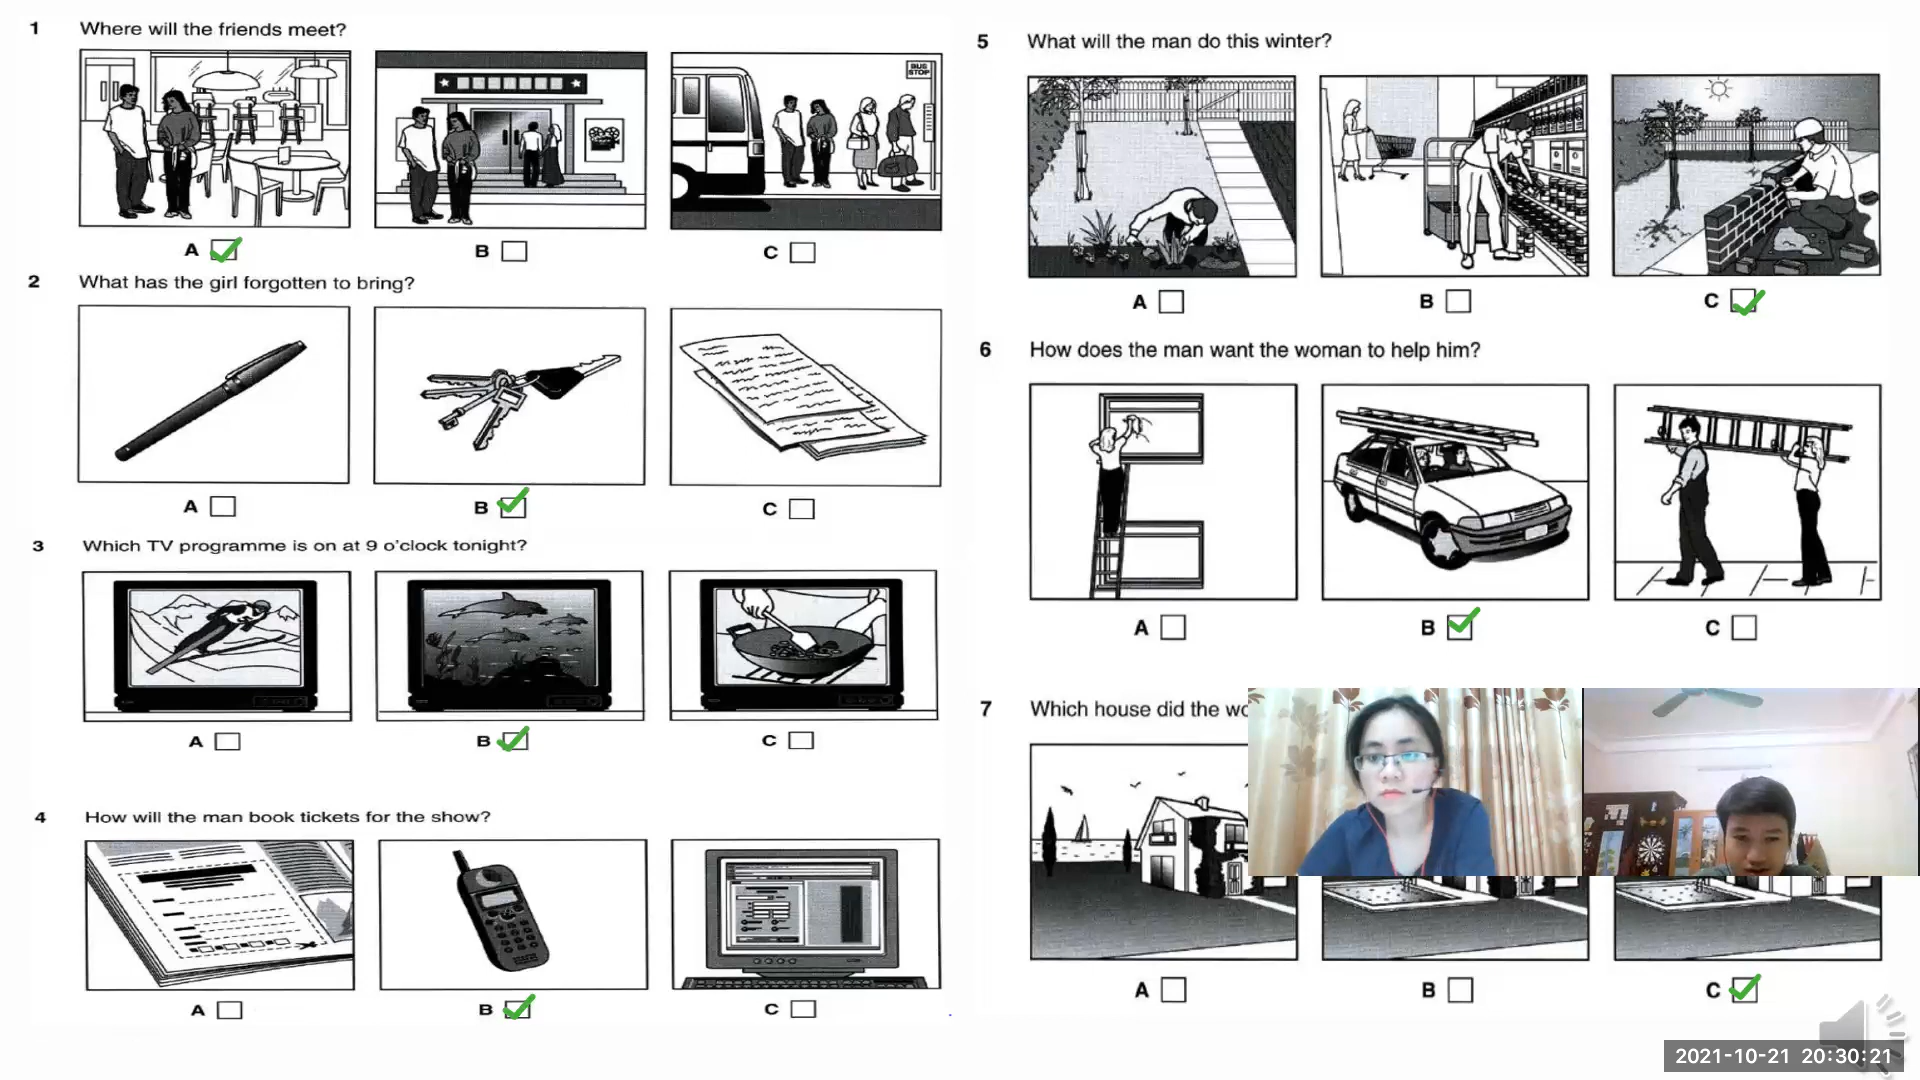 1 Where will the friends meet?
BUS STOP
A B C
2 What has the girl forgotten to bring?
A B C
3 Which TV programme is on at 9 o'clock tonight?
A B C
4 How will the man book tickets for the show?
A B C
5 What will the man do this winter?
A B C
6 How does the man want the woman to help him?
A B C
7 Which house did the
A B C
2021-10-21 20:30:21